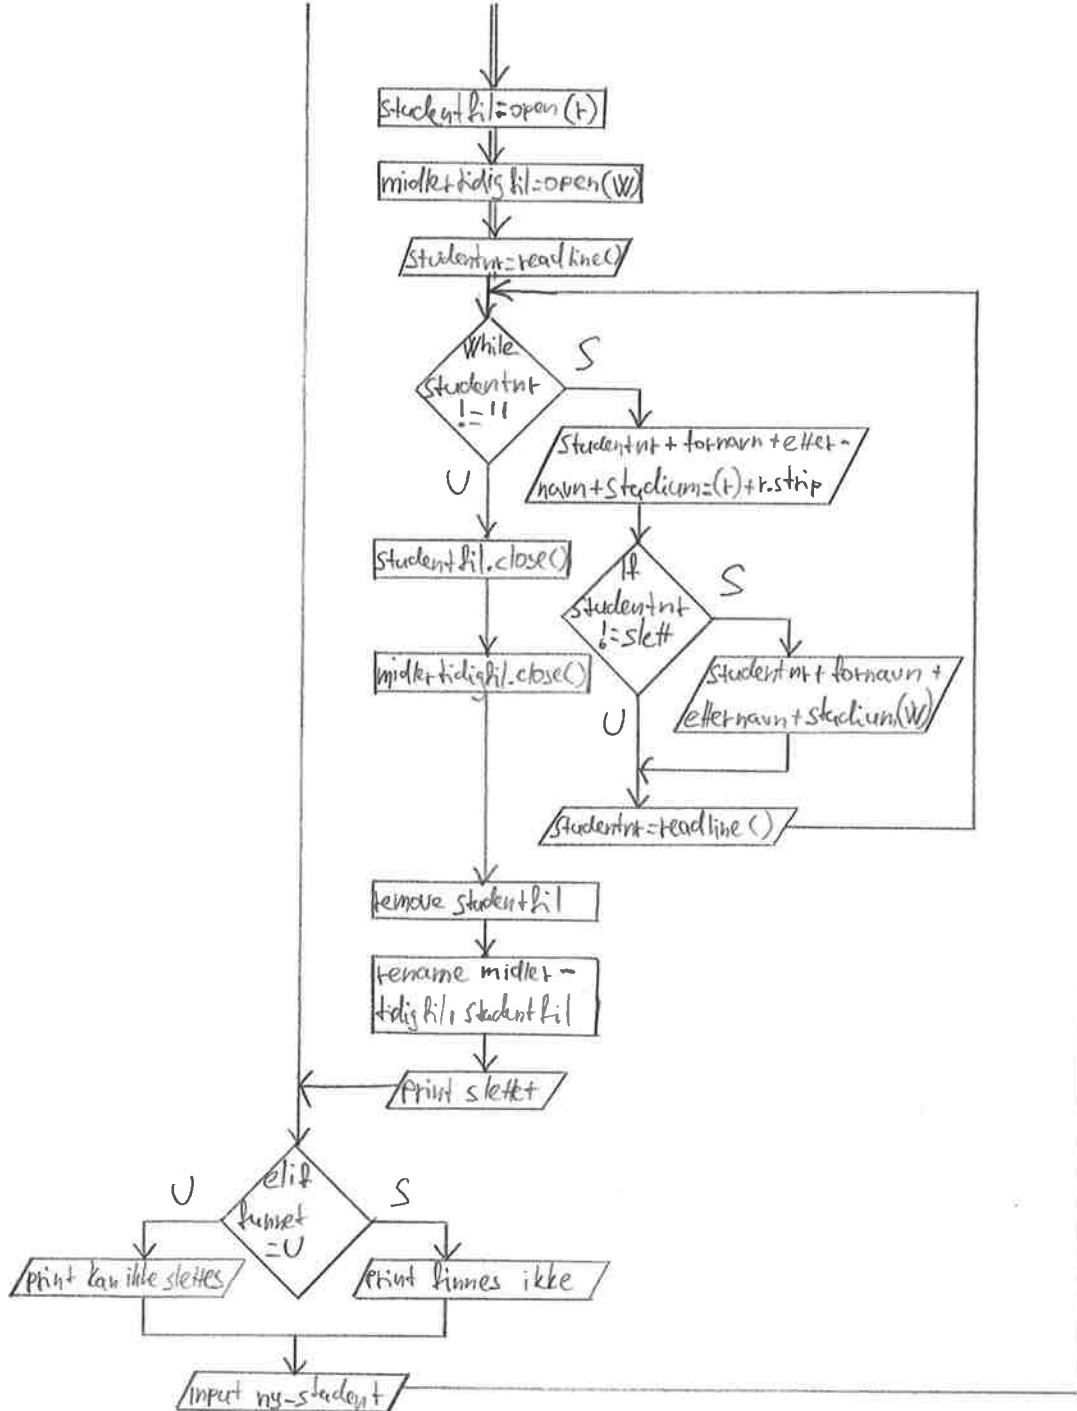 studentfil=open(r)
midlertidigfil=open(W)
studentnr=readline()
While
studentnr
!=''
S
U
studentnr+fornavn+etter-
navn+stadium=(r)+r.strip
If
studentnr
!=slett
S
U
studentnr+fornavn+
etternavn+stadium(W)
studentnr=readline()
studentfil.close()
midlertidigfil.close()
remove studentfil
rename midler-
tidigfil, studentfil
print slettet
elif
funnet
=U
U
S
print kan ikke slettes
print finnes ikke
input ny-student